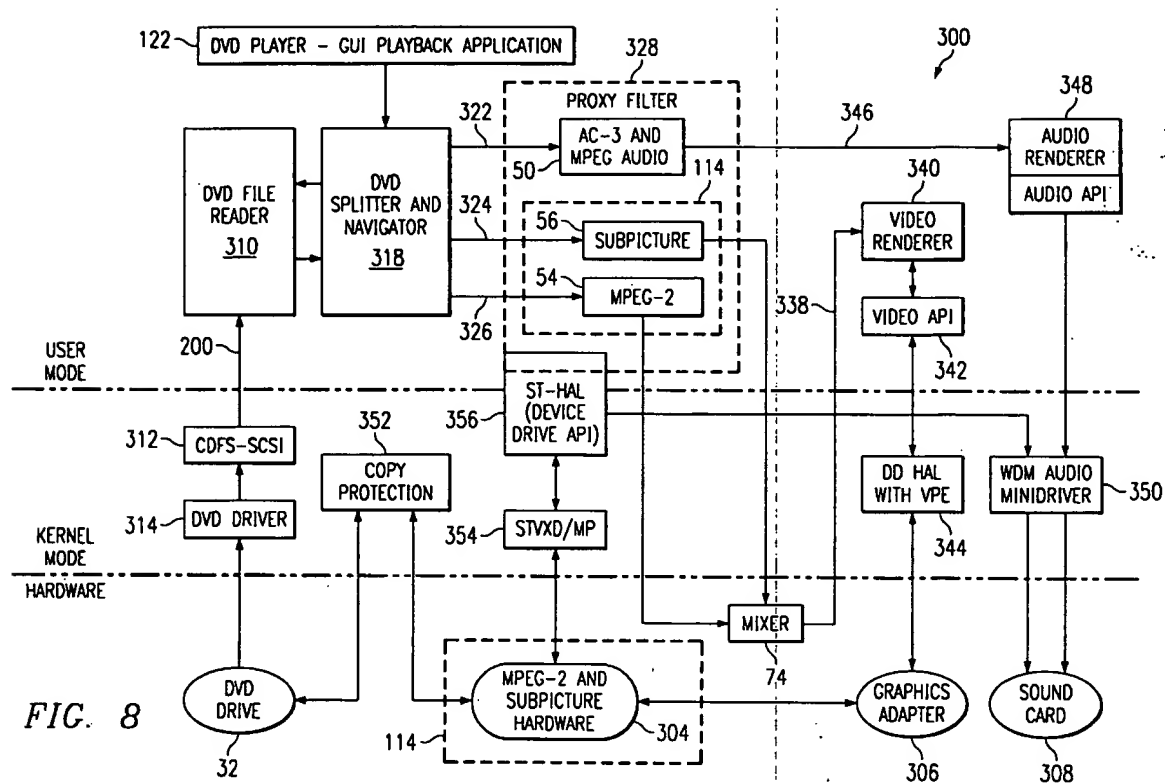 122
DVD PLAYER - GUI PLAYBACK APPLICATION
328
300
PROXY FILTER
348
322
346
AC-3 AND
MPEG AUDIO
50
AUDIO
RENDERER
AUDIO API
114
340
DVD FILE
READER
310
DVD
SPLITTER AND
NAVIGATOR
318
324
56
SUBPICTURE
VIDEO
RENDERER
54
MPEG-2
326
338
VIDEO API
342
200
USER
MODE
ST-HAL
(DEVICE
DRIVE API)
356
312
CDFS-SCSI
352
COPY
PROTECTION
DD HAL
WITH VPE
344
WDM AUDIO
MINIDRIVER
350
314
DVD DRIVER
354
STVXD/MP
KERNEL
MODE
HARDWARE
MIXER
74
DVD
DRIVE
32
MPEG-2 AND
SUBPICTURE
HARDWARE
304
114
GRAPHICS
ADAPTER
306
SOUND
CARD
308
FIG. 8